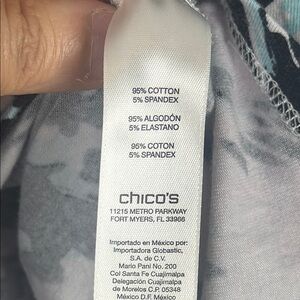 95% COTTON
5% SPANDEX
95% ALGODÓN
5% ELASTANO
95% COTON
5% SPANDEX
chico's
11215 METRO PARKWAY
FORT MYERS, FL 33966
Importado en México por:
Importadora Globastic,
S.A. de C.V.
Mario Pani No. 200
Col Santa Fe Cuajimalpa
Delegación Cuajimalpa
de Morelos C.P. 05348
México D.F. México